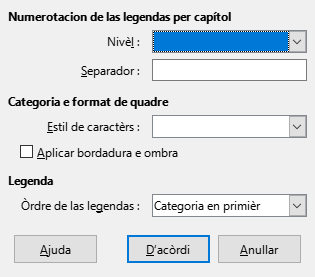 Numerotacion de las legendas per capítol
Nivèl :
Separador :
Categoria e format de quadre
Estil de caractèrs :
Aplicar bordadura e ombra
Legenda
Òrdre de las legendas : Categoria en primièr
Ajuda D'acòrdi Anullar